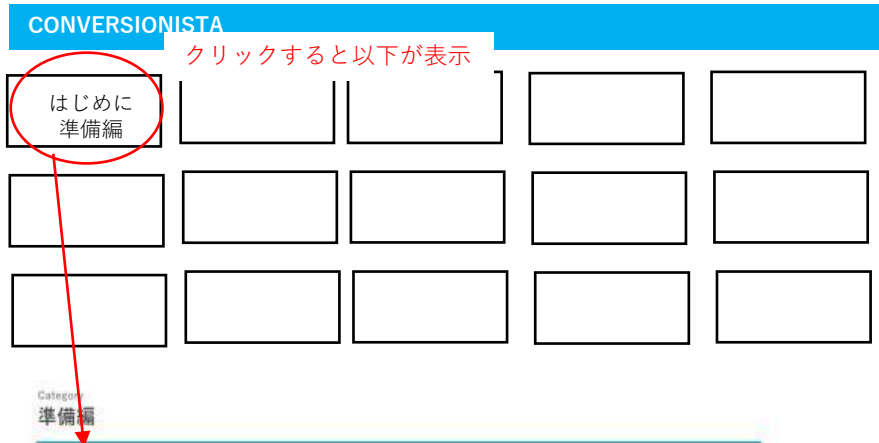 CONVERSIONISTA
クリックすると以下が表示
はじめに
準備編
Category
準備編